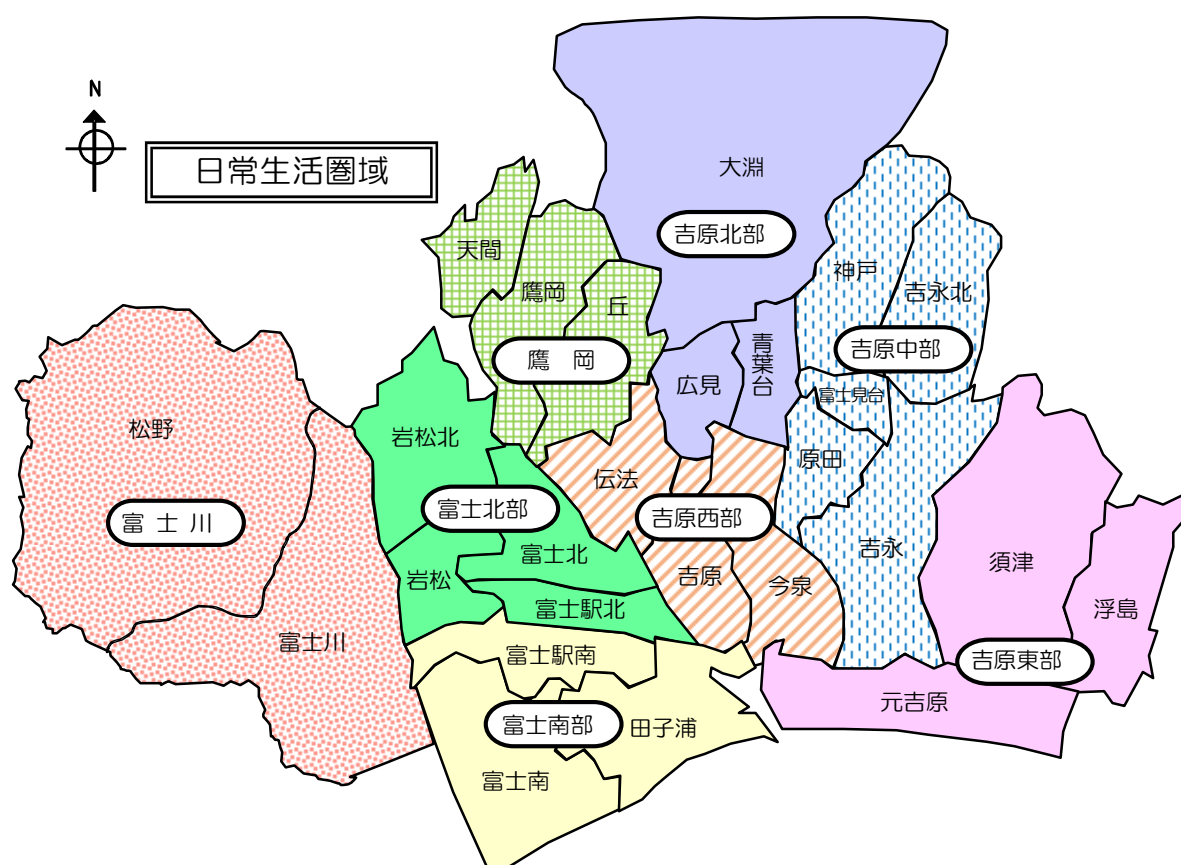 N
日常生活圏域
大淵
吉原北部
天間
鷹岡
丘
神戸
吉永北
鷹 岡
広見
青葉台
吉原中部
富士見台
松野
岩松北
伝法
原田
富 士 川
富士北部
吉原西部
岩松
富士北
吉原
今泉
吉永
須津
浮島
富士駅北
富士川
富士駅南
吉原東部
元吉原
富士南部
田子浦
富士南